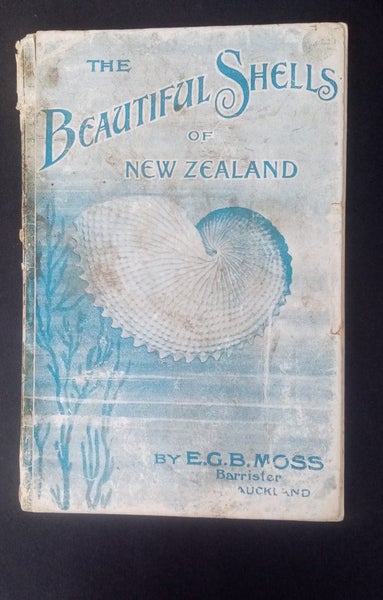 THE
BEAUTIFUL SHELLS
OF
NEW ZEALAND
BY E.G.B. MOSS
Barrister
AUCKLAND